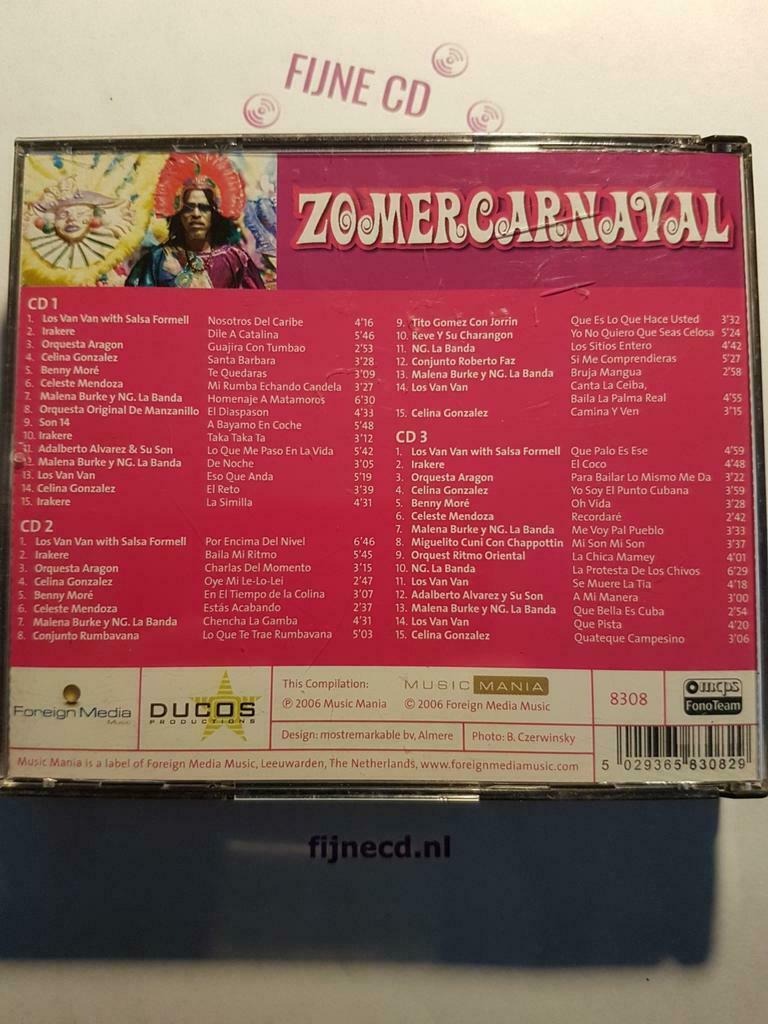 FIJNE CD
ZOMERCARNAVAL
CD 1
1. Los Van Van with Salsa Formell Nosotros Del Caribe 4'16
2. Irakere Dile A Catalina 5'46
3. Orquesta Aragon Guajira Con Tumbao 2'53
4. Celina Gonzalez Santa Barbara 3'28
5. Benny Moré Te Quedaras 3'09
6. Celeste Mendoza Mi Rumba Echando Candela 3'27
7. Malena Burke y NG. La Banda Homenaje A Matamoros 6'30
8. Orquesta Original De Manzanillo El Diaspason 4'33
9. Son 14 A Bayamo En Coche 5'48
10. Irakere Taka Taka Ta 3'12
11. Adalberto Alvarez & Su Son Lo Que Me Paso En La Vida 5'42
12. Malena Burke y NG. La Banda De Noche 3'05
13. Los Van Van Eso Que Anda 5'19
14. Celina Gonzalez El Reto 3'39
15. Irakere La Similla 4'31
CD 2
1. Los Van Van with Salsa Formell Por Encima Del Nivel 6'46
2. Irakere Baila Mi Ritmo 5'45
3. Orquesta Aragon Charlas Del Momento 3'15
4. Celina Gonzalez Oye Mi Le-Lo-Lei 2'47
5. Benny Moré En El Tiempo de la Colina 3'07
6. Celeste Mendoza Estás Acabando 2'37
7. Malena Burke y NG. La Banda Chencha La Gamba 4'31
8. Conjunto Rumbavana Lo Que Te Trae Rumbavana 5'03
9. Tito Gomez Con Jorrin Que Es Lo Que Hace Usted 3'32
10. Reve Y Su Charangon Yo No Quiero Que Seas Celosa 5'24
11. NG. La Banda Los Sitios Entero 4'42
12. Conjunto Roberto Faz Si Me Comprendieras 5'27
13. Malena Burke y NG. La Banda Bruja Mangua 2'58
14. Los Van Van Canta La Ceiba,
Baila La Palma Real 4'55
15. Celina Gonzalez Camina Y Ven 3'15
CD 3
1. Los Van Van with Salsa Formell Que Palo Es Ese 4'59
2. Irakere El Coco 4'48
3. Orquesta Aragon Para Bailar Lo Mismo Me Da 3'22
4. Celina Gonzalez Yo Soy El Punto Cubana 3'59
5. Benny Moré Oh Vida 3'28
6. Celeste Mendoza Recordaré 2'42
7. Malena Burke y NG. La Banda Me Voy Pal Pueblo 3'33
8. Miguelito Cuni Con Chappottin Mi Son Mi Son 3'37
9. Orquest Ritmo Oriental La Chica Mamey 4'01
10. NG. La Banda La Protesta De Los Chivos 6'29
11. Los Van Van Se Muere La Tia 4'18
12. Adalberto Alvarez y Su Son A Mi Manera 3'00
13. Malena Burke y NG. La Banda Que Bella Es Cuba 2'54
14. Los Van Van Que Pista 4'20
15. Celina Gonzalez Quateque Campesino 3'06
Foreign Media
Music
DUCOS
PRODUCTIONS
This Compilation: MUSIC MANIA
℗ 2006 Music Mania © 2006 Foreign Media Music
Design: mostremarkable bv, Almere Photo: B. Czerwinsky
8308
mcps
FonoTeam
Music Mania is a label of Foreign Media Music, Leeuwarden, The Netherlands, www.foreignmediamusic.com
5 029365 830829
fijnecd.nl